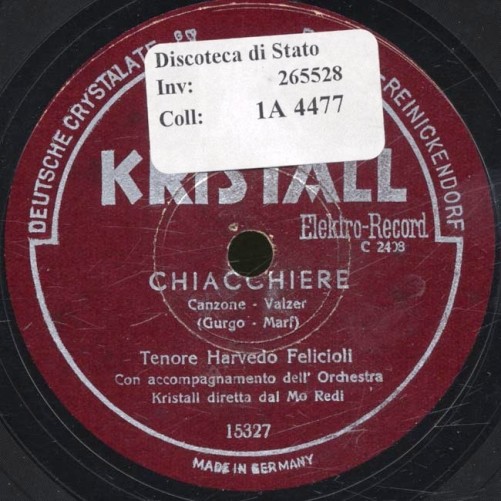 Discoteca di Stato
Inv: 265528
Coll: 1A 4477
DEUTSCHE CRYSTALATE
REINICKENDORF
KRISTALL
Elektro-Record
C 2408
CHIACCHIERE
Canzone - Valzer
(Gurgo - Marf)
Tenore Harvedo Felicioli
Con accompagnamento dell' Orchestra
Kristall diretta dal Mo Redi
15327
MADE IN GERMANY